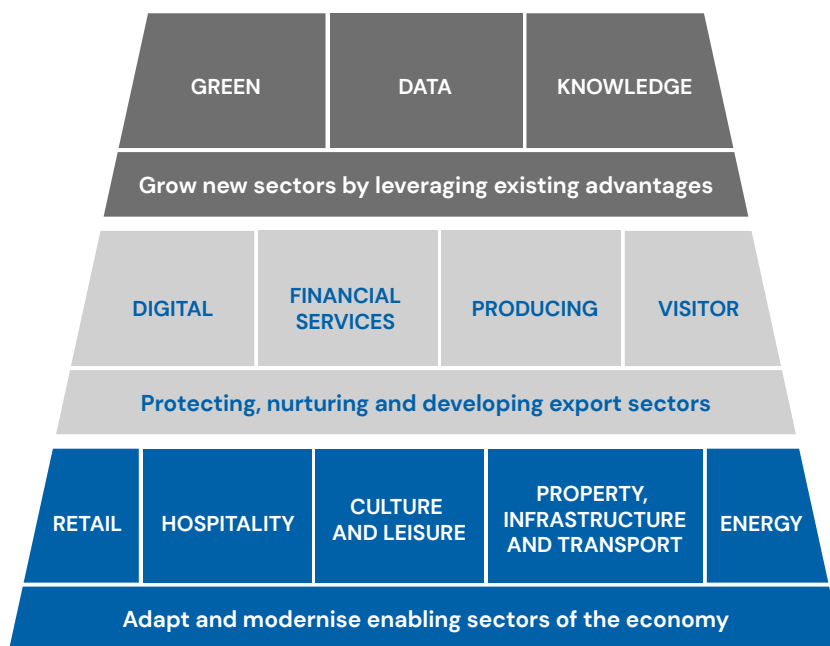 GREEN
DATA
KNOWLEDGE
Grow new sectors by leveraging existing advantages
DIGITAL
FINANCIAL
SERVICES
PRODUCING
VISITOR
Protecting, nurturing and developing export sectors
RETAIL
HOSPITALITY
CULTURE
AND LEISURE
PROPERTY,
INFRASTRUCTURE
AND TRANSPORT
ENERGY
Adapt and modernise enabling sectors of the economy